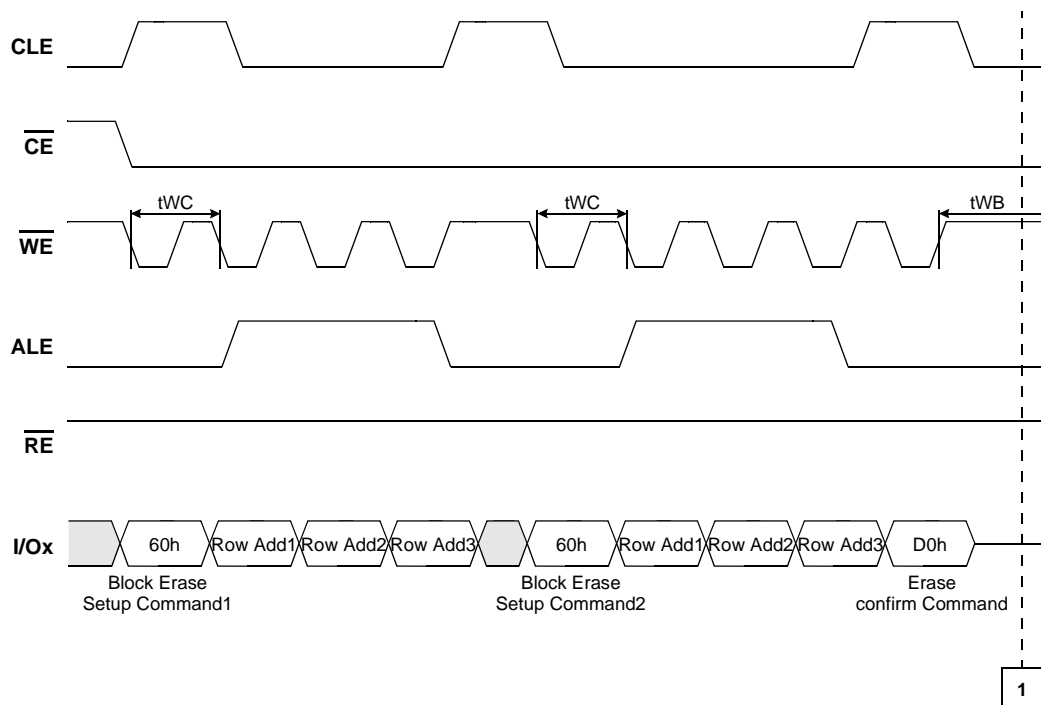 CLE
CE
tWC tWC tWB
WE
ALE
RE
I/Ox 60h Row Add1 Row Add2 Row Add3 60h Row Add1 Row Add2 Row Add3 D0h
Block Erase Block Erase Erase
Setup Command1 Setup Command2 confirm Command
1